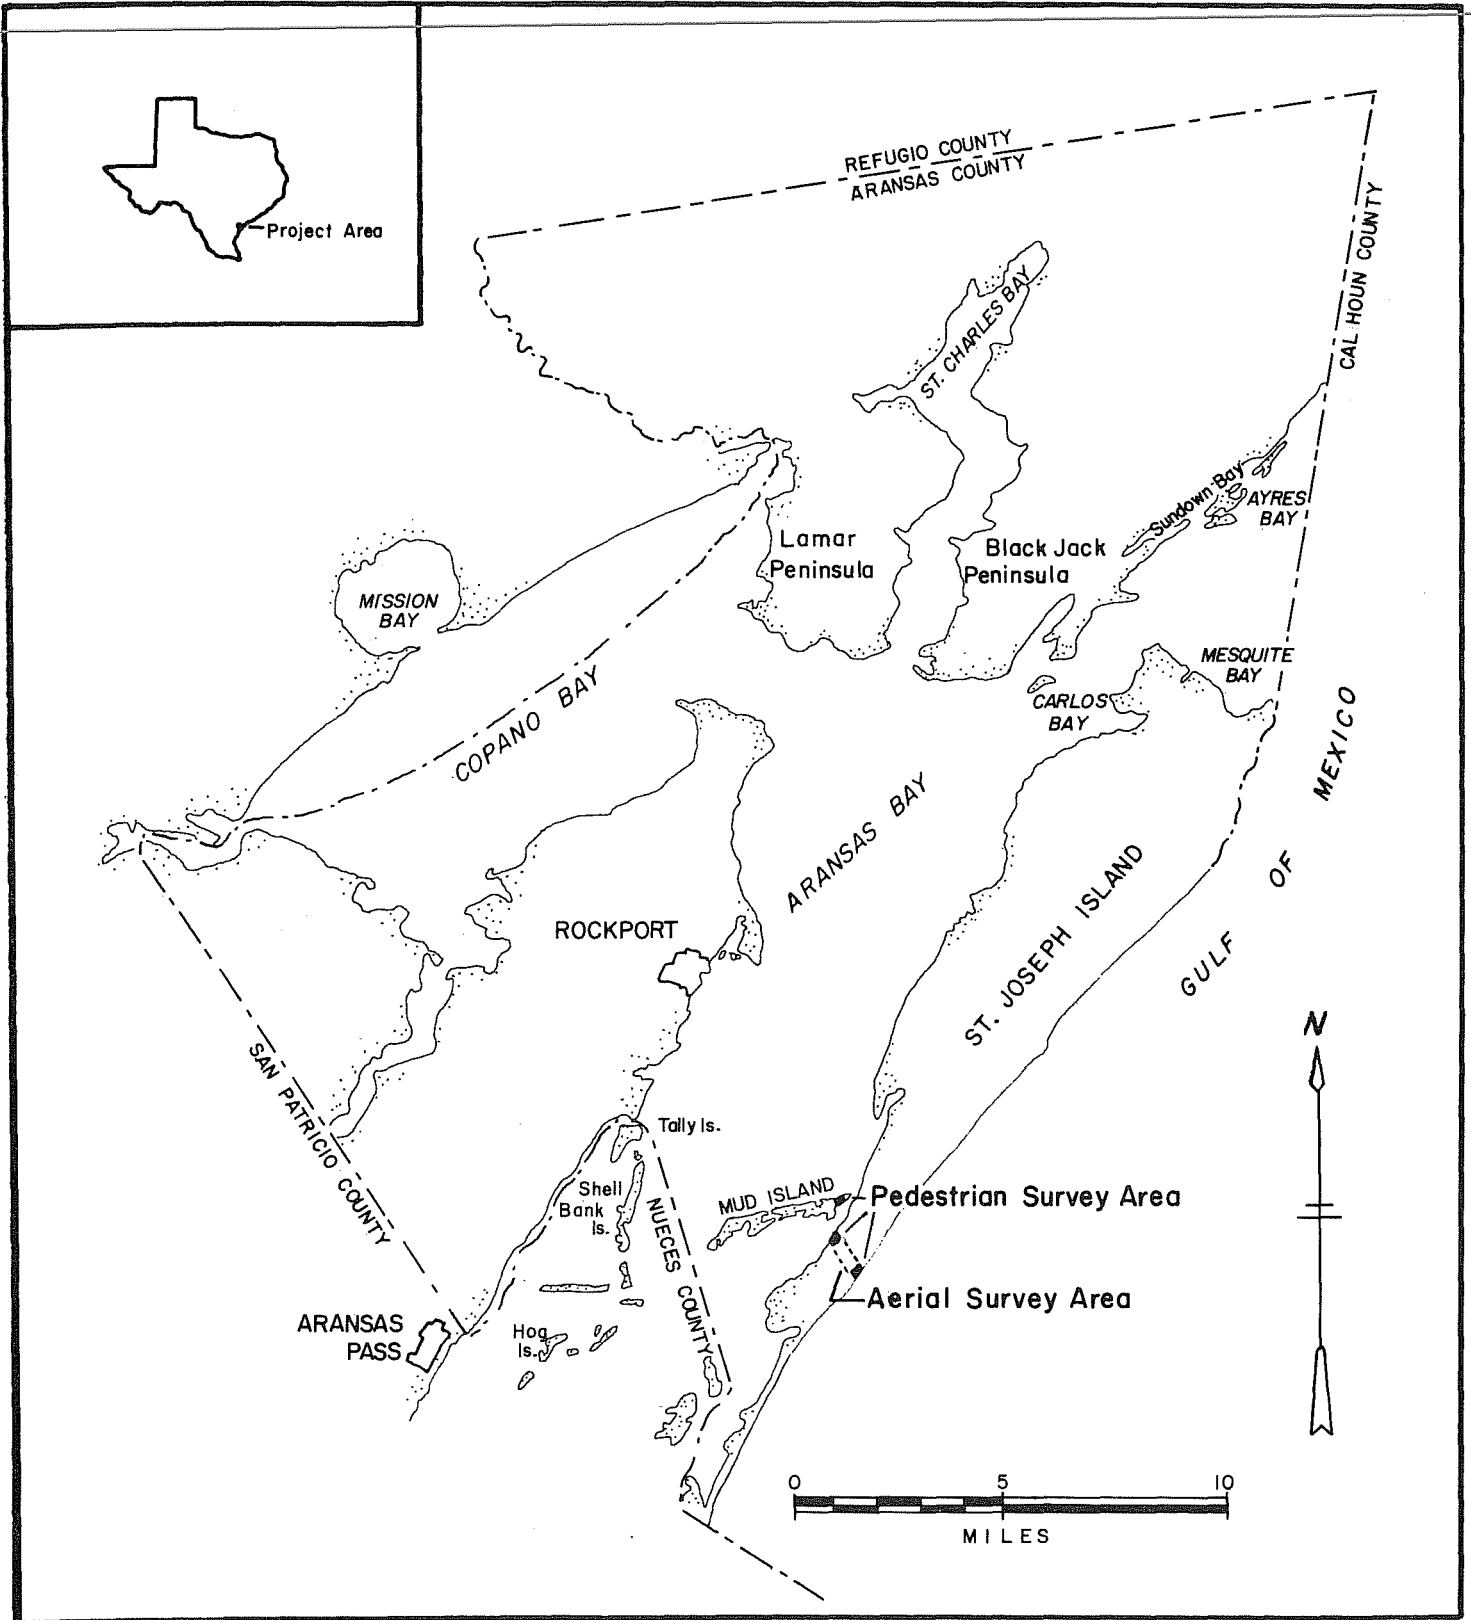 Project Area
REFUGIO COUNTY
ARANSAS COUNTY
CALHOUN COUNTY
ST. CHARLES BAY
Sundown Bay
AYRES
BAY
Lamar
Peninsula
Black Jack
Peninsula
MISSION
BAY
MESQUITE
BAY
CARLOS
BAY
COPANO BAY
ARANSAS BAY
GULF OF MEXICO
ST. JOSEPH ISLAND
ROCKPORT
N
SAN PATRICIO COUNTY
Tally Is.
Shell
Bank
Is.
NUECES COUNTY
MUD ISLAND
Pedestrian Survey Area
Aerial Survey Area
ARANSAS
PASS
Hog
Is.
0 5 10
MILES